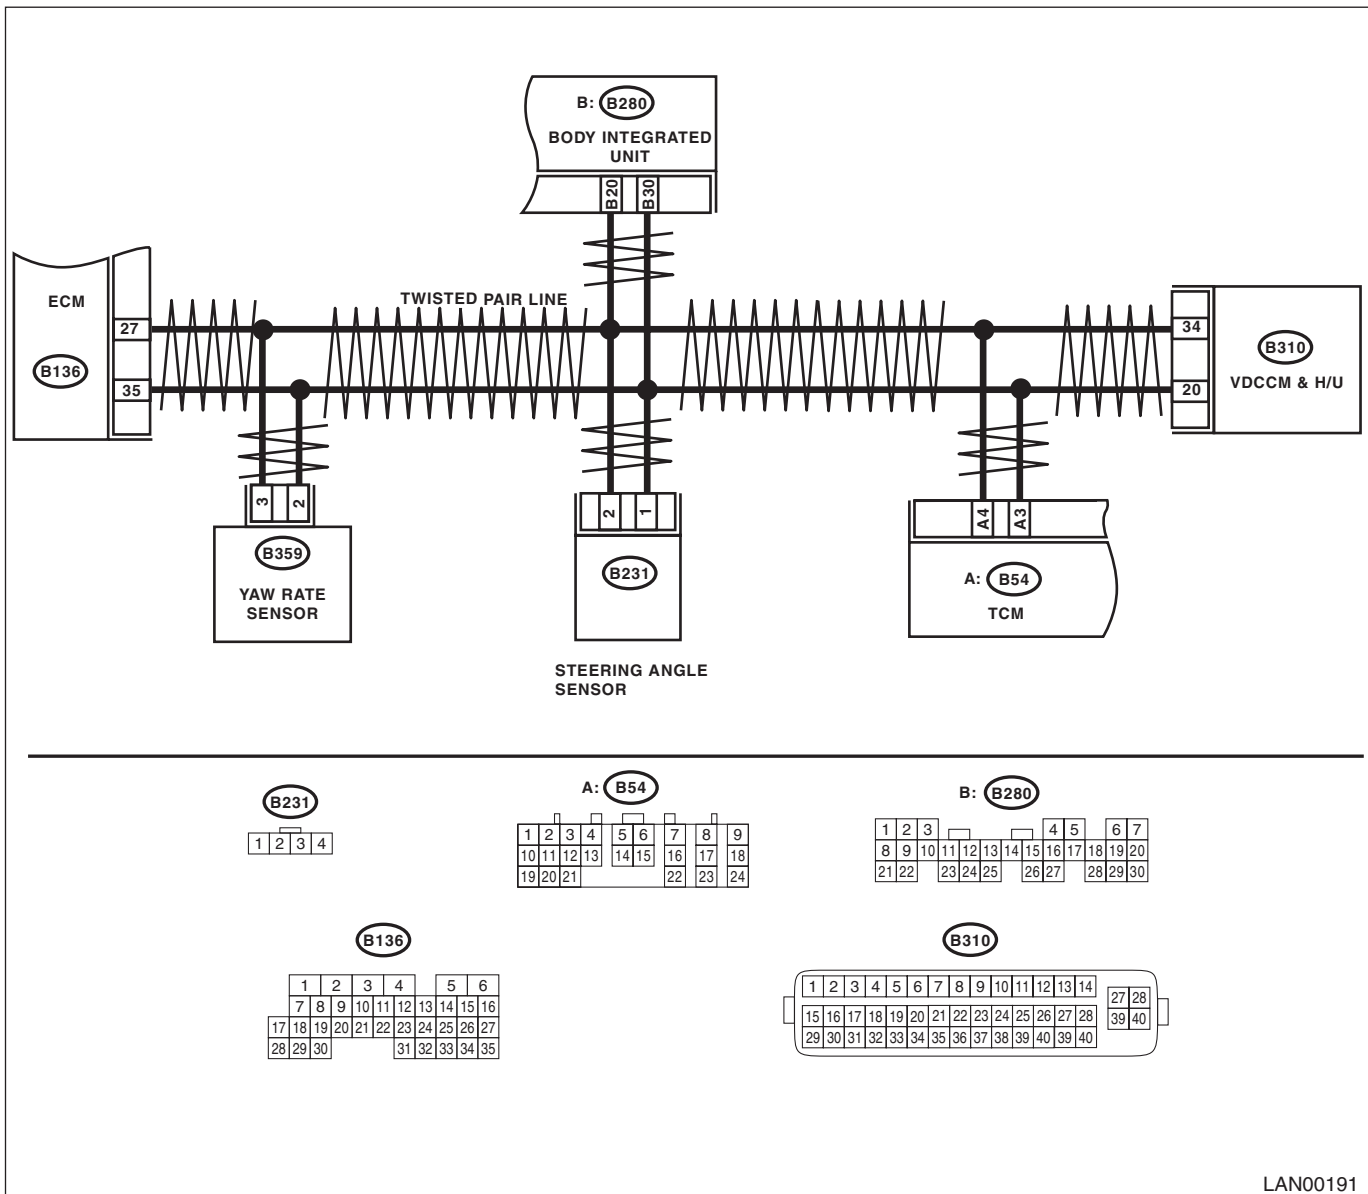 B: B280
BODY INTEGRATED
UNIT
B20 B30
ECM
TWISTED PAIR LINE
27
34
B136
B310
35
VDCCM & H/U
20
3 2
2 1
A4 A3
B359
B231
A: B54
YAW RATE
SENSOR
TCM
STEERING ANGLE
SENSOR
B231
A: B54
B: B280
1 2 3 4
1 2 3 4 5 6 7 8 9
10 11 12 13 14 15 16 17 18
19 20 21 22 23 24
1 2 3 4 5 6 7
8 9 10 11 12 13 14 15 16 17 18 19 20
21 22 23 24 25 26 27 28 29 30
B136
B310
1 2 3 4 5 6
7 8 9 10 11 12 13 14 15 16
17 18 19 20 21 22 23 24 25 26 27
28 29 30 31 32 33 34 35
1 2 3 4 5 6 7 8 9 10 11 12 13 14
27 28
15 16 17 18 19 20 21 22 23 24 25 26 27 28
39 40
29 30 31 32 33 34 35 36 37 38 39 40 39 40
LAN00191